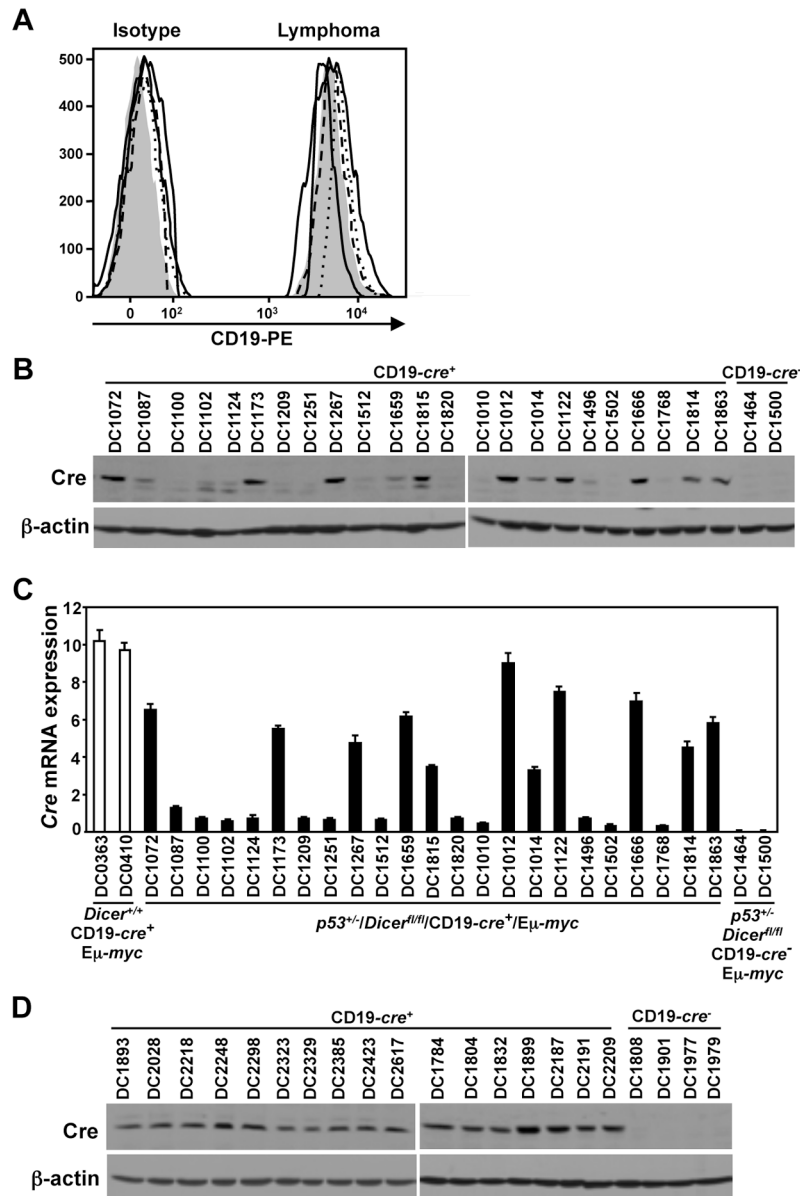 A
Isotype Lymphoma
500
400
300
200
100
0
0 10² 10³ 10⁴
CD19-PE
B
CD19-cre⁺ CD19-cre⁻
DC1072 DC1087 DC1100 DC1102 DC1124 DC1173 DC1209 DC1251 DC1267 DC1512 DC1659 DC1815 DC1820 DC1010 DC1012 DC1014 DC1122 DC1496 DC1502 DC1666 DC1768 DC1814 DC1863 DC1464 DC1500
Cre
β-actin
C
Cre mRNA expression
12
10
8
6
4
2
0
DC0363 DC0410 DC1072 DC1087 DC1100 DC1102 DC1124 DC1173 DC1209 DC1251 DC1267 DC1512 DC1659 DC1815 DC1820 DC1010 DC1012 DC1014 DC1122 DC1496 DC1502 DC1666 DC1768 DC1814 DC1863 DC1464 DC1500
Dicer⁺/⁺
CD19-cre⁺
Eμ-myc
p53⁺/⁻/Dicerᶠˡ/ᶠˡ/CD19-cre⁺/Eμ-myc
p53⁺/⁻
Dicerᶠˡ/ᶠˡ
CD19-cre⁻
Eμ-myc
D
CD19-cre⁺ CD19-cre⁻
DC1893 DC2028 DC2218 DC2248 DC2298 DC2323 DC2329 DC2385 DC2423 DC2617 DC1784 DC1804 DC1832 DC1899 DC2187 DC2191 DC2209 DC1808 DC1901 DC1977 DC1979
Cre
β-actin